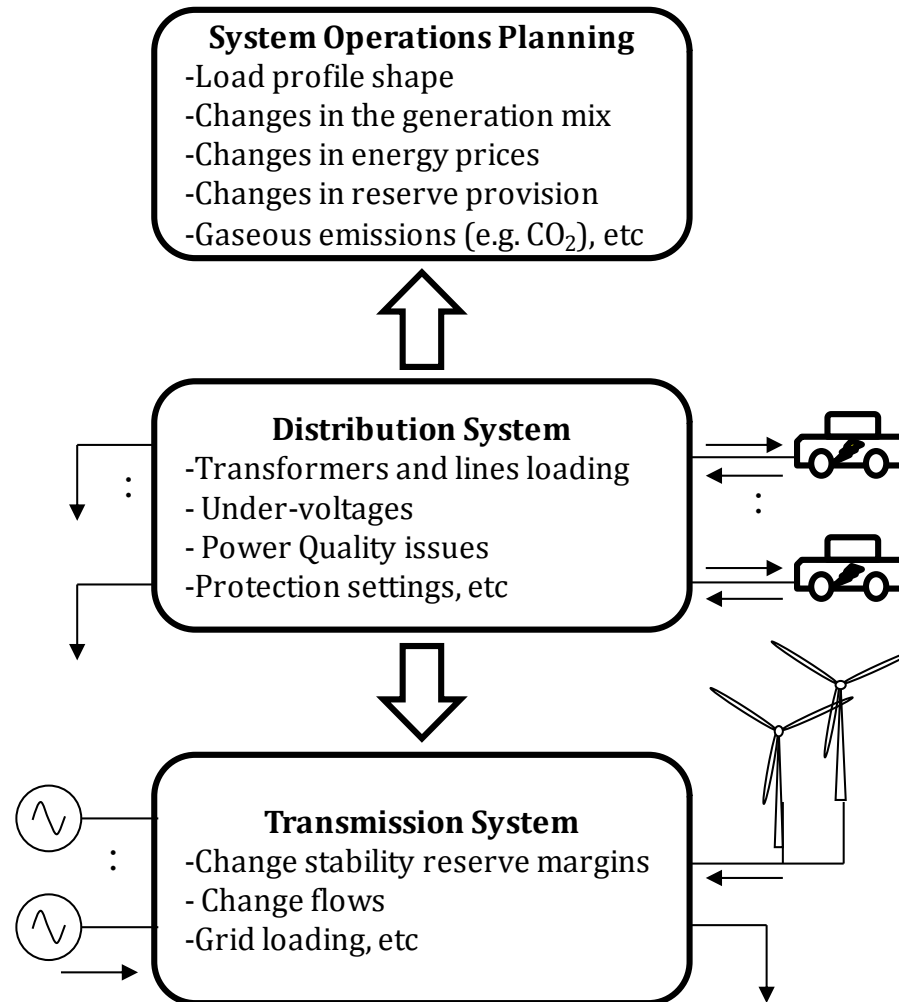 System Operations Planning
-Load profile shape
-Changes in the generation mix
-Changes in energy prices
-Changes in reserve provision
-Gaseous emissions (e.g. CO₂), etc
Distribution System
-Transformers and lines loading
- Under-voltages
- Power Quality issues
-Protection settings, etc
Transmission System
-Change stability reserve margins
- Change flows
-Grid loading, etc